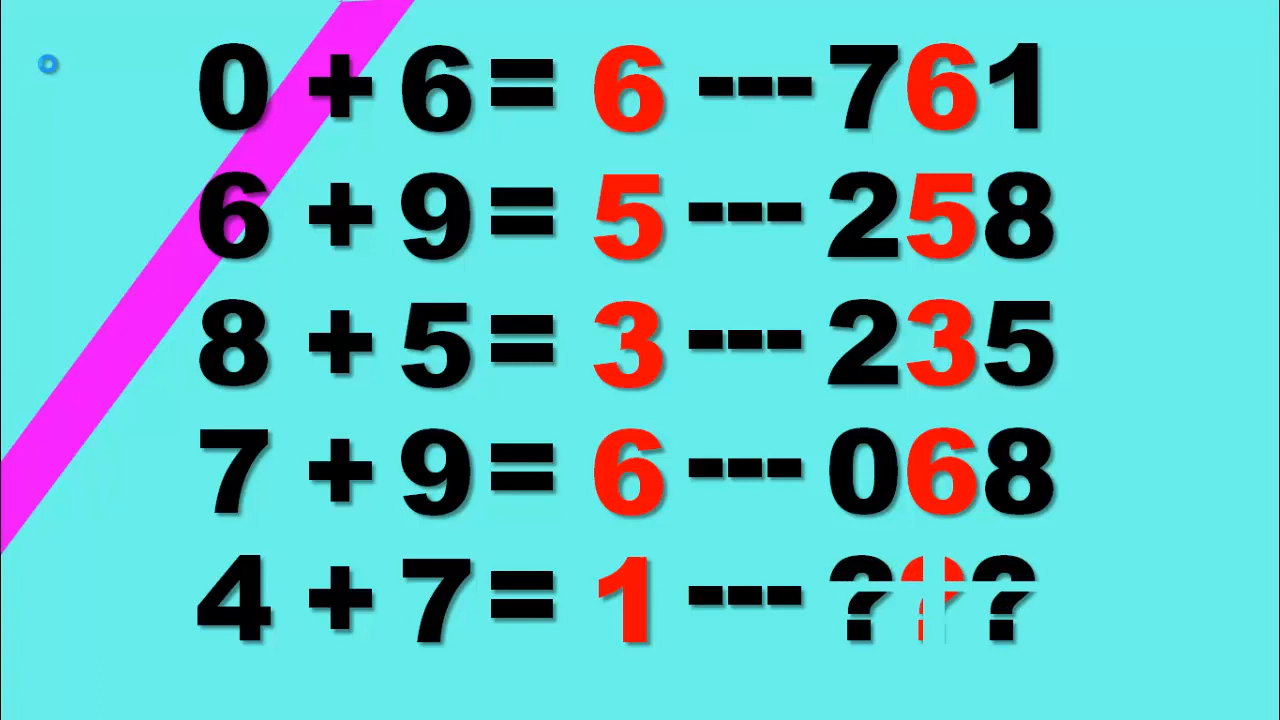 0 + 6 = 6 --- 761
6 + 9 = 5 --- 258
8 + 5 = 3 --- 235
7 + 9 = 6 --- 068
4 + 7 = 1 --- ???